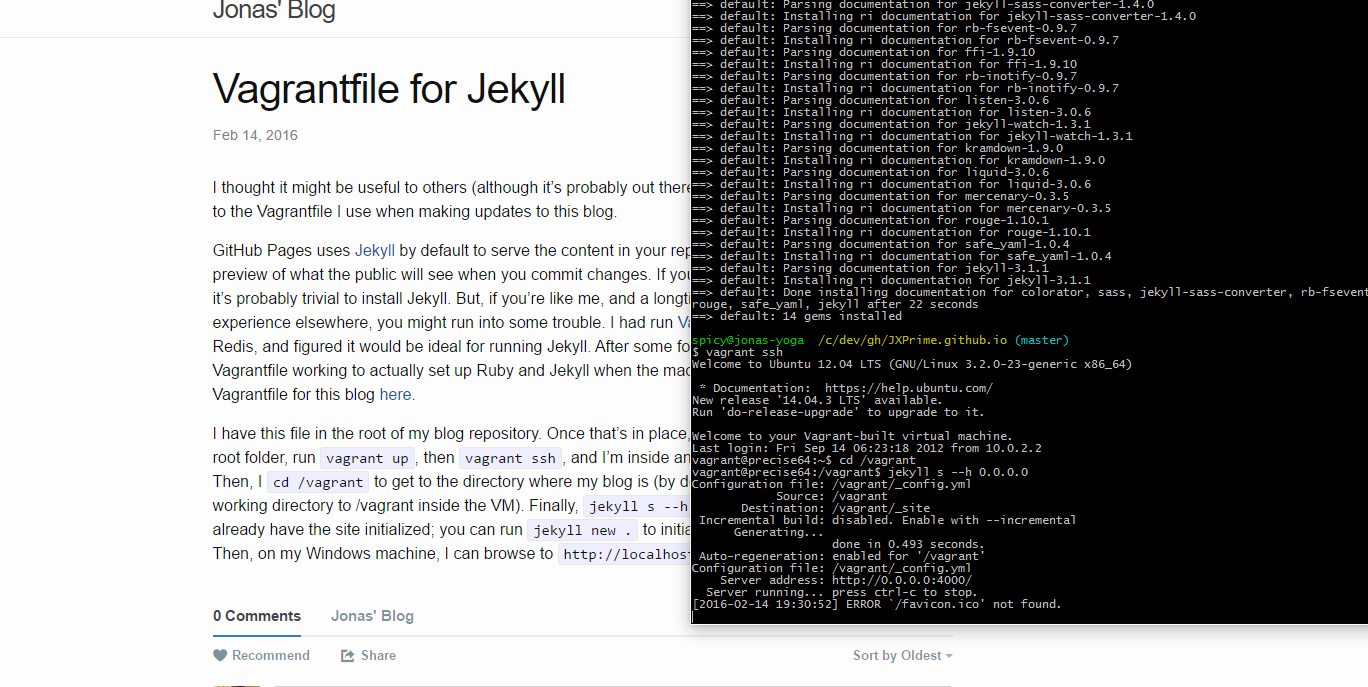 Jonas' Blog
Vagrantfile for Jekyll
Feb 14, 2016
I thought it might be useful to others (although it's probably out there
to the Vagrantfile I use when making updates to this blog.
GitHub Pages uses Jekyll by default to serve the content in your rep
preview of what the public will see when you commit changes. If you
it's probably trivial to install Jekyll. But, if you're like me, and a longti
experience elsewhere, you might run into some trouble. I had run Va
Redis, and figured it would be ideal for running Jekyll. After some fo
Vagrantfile working to actually set up Ruby and Jekyll when the mac
Vagrantfile for this blog here.
I have this file in the root of my blog repository. Once that's in place,
root folder, run vagrant up, then vagrant ssh, and I'm inside an
Then, I cd /vagrant to get to the directory where my blog is (by de
working directory to /vagrant inside the VM). Finally, jekyll s --h
already have the site initialized; you can run jekyll new . to initia
Then, on my Windows machine, I can browse to http://localhost
0 Comments
Jonas' Blog
Recommend
Share
Sort by Oldest
==> default: Parsing documentation for jekyll-sass-converter-1.4.0
==> default: Installing ri documentation for jekyll-sass-converter-1.4.0
==> default: Parsing documentation for rb-fsevent-0.9.7
==> default: Installing ri documentation for rb-fsevent-0.9.7
==> default: Parsing documentation for ffi-1.9.10
==> default: Installing ri documentation for ffi-1.9.10
==> default: Parsing documentation for rb-inotify-0.9.7
==> default: Installing ri documentation for rb-inotify-0.9.7
==> default: Parsing documentation for listen-3.0.6
==> default: Installing ri documentation for listen-3.0.6
==> default: Parsing documentation for jekyll-watch-1.3.1
==> default: Installing ri documentation for jekyll-watch-1.3.1
==> default: Parsing documentation for kramdown-1.9.0
==> default: Installing ri documentation for kramdown-1.9.0
==> default: Parsing documentation for liquid-3.0.6
==> default: Installing ri documentation for liquid-3.0.6
==> default: Parsing documentation for mercenary-0.3.5
==> default: Installing ri documentation for mercenary-0.3.5
==> default: Parsing documentation for rouge-1.10.1
==> default: Installing ri documentation for rouge-1.10.1
==> default: Parsing documentation for safe_yaml-1.0.4
==> default: Installing ri documentation for safe_yaml-1.0.4
==> default: Parsing documentation for jekyll-3.1.1
==> default: Installing ri documentation for jekyll-3.1.1
==> default: Done installing documentation for colorator, sass, jekyll-sass-converter, rb-fsevent
rouge, safe_yaml, jekyll after 22 seconds
==> default: 14 gems installed
spicy@jonas-yoga /c/dev/gh/JXPrime.github.io (master)
$ vagrant ssh
Welcome to Ubuntu 12.04 LTS (GNU/Linux 3.2.0-23-generic x86_64)
* Documentation: https://help.ubuntu.com/
New release '14.04.3 LTS' available.
Run 'do-release-upgrade' to upgrade to it.
Welcome to your Vagrant-built virtual machine.
Last login: Fri Sep 14 06:23:18 2012 from 10.0.2.2
vagrant@precise64:~$ cd /vagrant
vagrant@precise64:/vagrant$ jekyll s --h 0.0.0.0
Configuration file: /vagrant/_config.yml
Source: /vagrant
Destination: /vagrant/_site
Incremental build: disabled. Enable with --incremental
Generating...
done in 0.493 seconds.
Auto-regeneration: enabled for '/vagrant'
Configuration file: /vagrant/_config.yml
Server address: http://0.0.0.0:4000/
Server running... press ctrl-c to stop.
[2016-02-14 19:30:52] ERROR `/favicon.ico' not found.